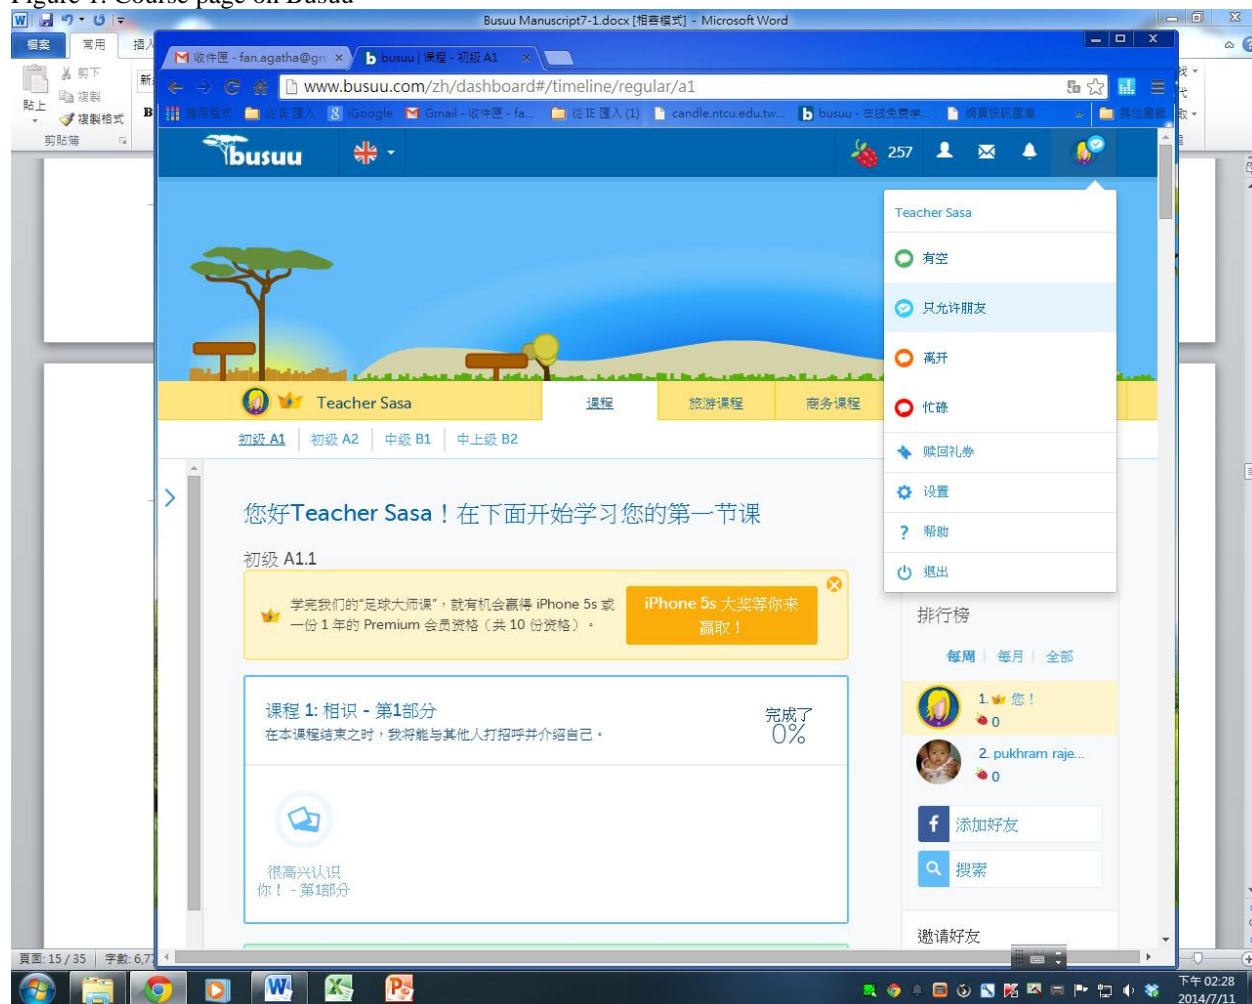 Figure 1. Course page on Busuu
Busuu Manuscript7-1.docx [相容模式] - Microsoft Word
檔案
常用
插入
剪下
複製
貼上
複製格式
剪貼簿
收件匣 - fan.agatha@gm
busuu | 课程 - 初级 A1
www.busuu.com/zh/dashboard#/timeline/regular/a1
應用程式
從 IE 匯入
iGoogle
Gmail - 收件匣 - fa...
從 IE 匯入 (1)
candle.ntcu.edu.tw...
busuu - 在线免费学...
其他書籤
busuu
257
Teacher Sasa
有空
只允许朋友
离开
忙碌
赎回礼券
设置
帮助
退出
Teacher Sasa
课程
旅游课程
商务课程
初级 A1
初级 A2
中级 B1
中上级 B2
您好Teacher Sasa！在下面开始学习您的第一节课
初级 A1.1
学完我们的“足球大师课”，就有机会赢得 iPhone 5s 或
一份 1 年的 Premium 会员资格（共 10 份资格）。
iPhone 5s 大奖等你来
赢取！
课程 1: 相识 - 第1部分
在本课程结束之时，我将能与其他人打招呼并介绍自己。
完成了
0%
很高兴认识
你！ - 第1部分
排行榜
每周
每月
全部
1. 您！
0
2. pukhram raje...
0
添加好友
搜索
邀请好友
頁面: 15 / 35
字數: 6,77
下午 02:28
2014/7/11